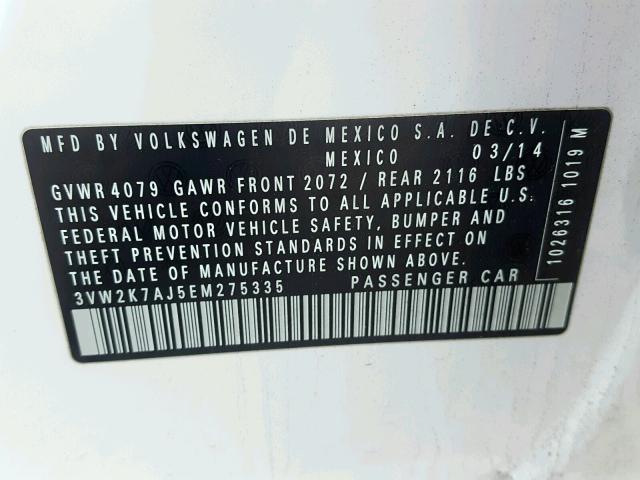 MFD BY VOLKSWAGEN DE MEXICO S.A. DE C.V.
MEXICO 03/14
GVWR 4079 GAWR FRONT 2072 / REAR 2116 LBS
THIS VEHICLE CONFORMS TO ALL APPLICABLE U.S.
FEDERAL MOTOR VEHICLE SAFETY, BUMPER AND
THEFT PREVENTION STANDARDS IN EFFECT ON
THE DATE OF MANUFACTURE SHOWN ABOVE.
3VW2K7AJ5EM275335 PASSENGER CAR
1026316 1019 M